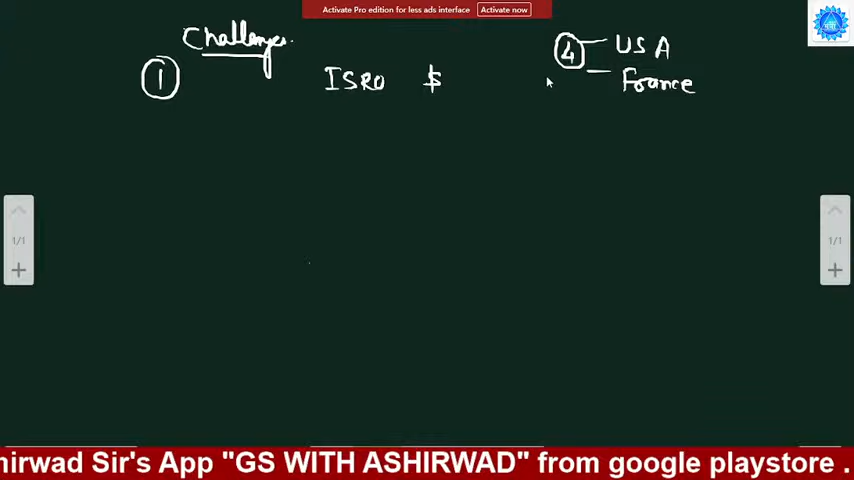 Activate Pro edition for less ads interface Activate now
Challenges.
④ USA
① ISRO $
France
1/1
1/1
hirwad Sir's App "GS WITH ASHIRWAD" from google playstore .